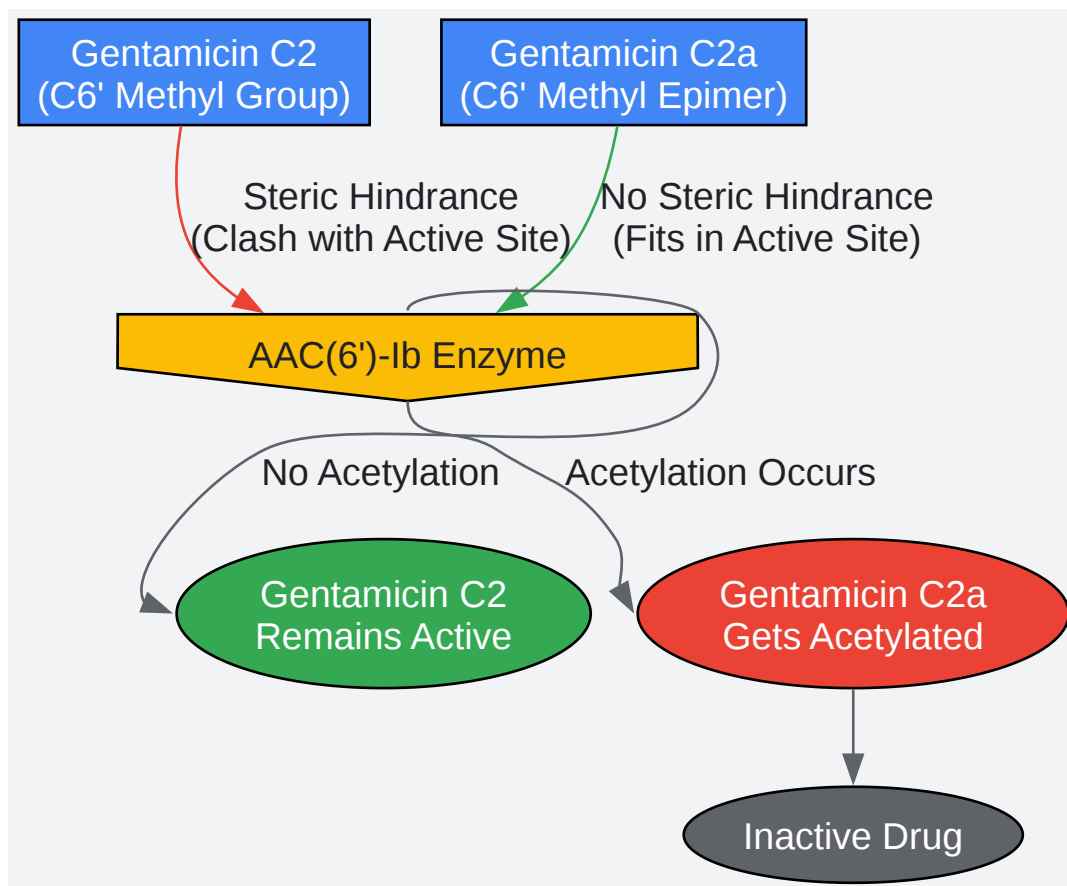 Gentamicin C2
(C6' Methyl Group)
Gentamicin C2a
(C6' Methyl Epimer)
Steric Hindrance
(Clash with Active Site)
No Steric Hindrance
(Fits in Active Site)
AAC(6')-Ib Enzyme
No Acetylation
Acetylation Occurs
Gentamicin C2
Remains Active
Gentamicin C2a
Gets Acetylated
Inactive Drug